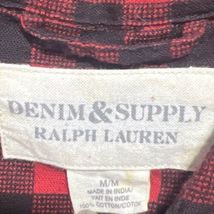 DENIM & SUPPLY
RALPH LAUREN
M/M
MADE IN INDIA/
FAIT EN INDE
100% COTTON/COTON